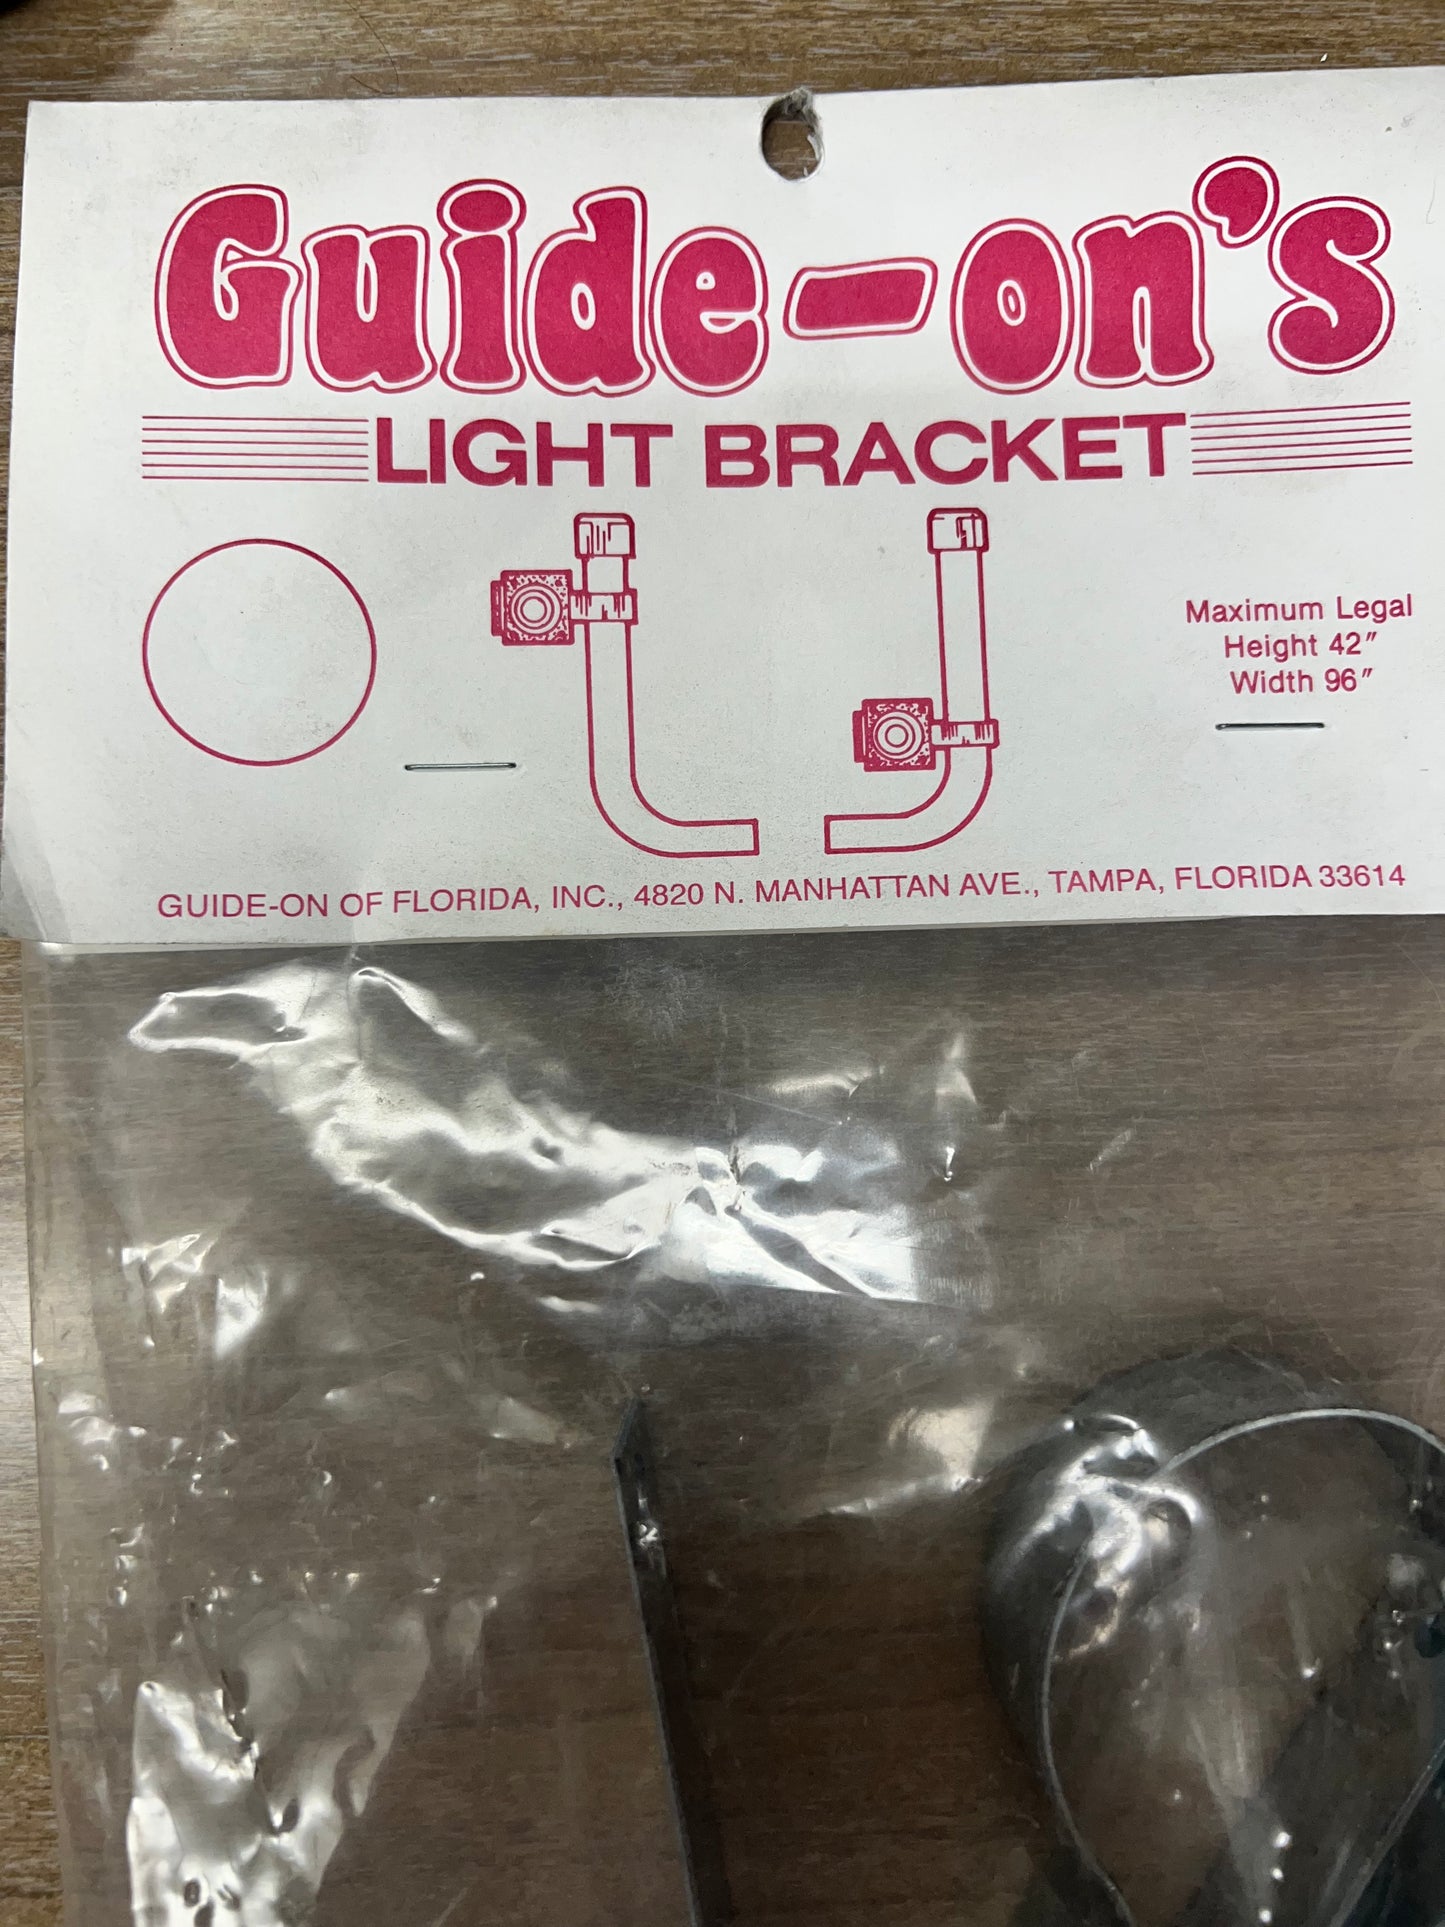 Guide-on's
LIGHT BRACKET
Maximum Legal
Height 42"
Width 96"
GUIDE-ON OF FLORIDA, INC., 4820 N. MANHATTAN AVE., TAMPA, FLORIDA 33614